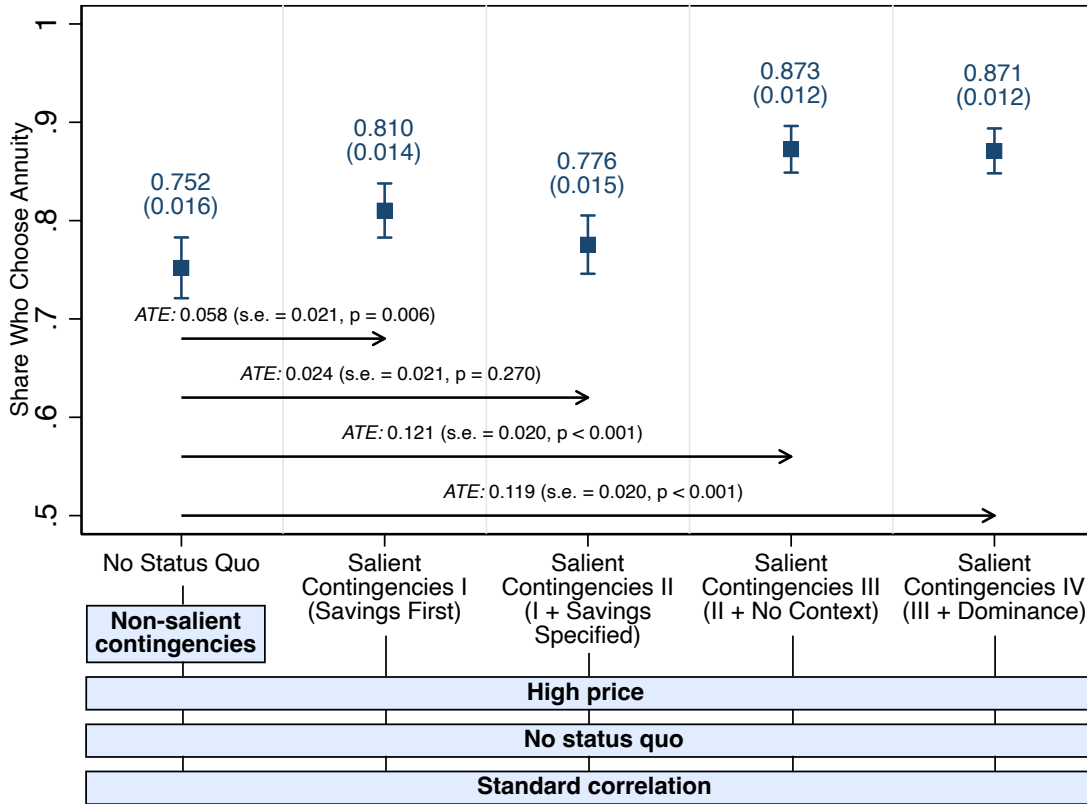 Share Who Choose Annuity
1
.9
.8
.7
.6
.5
0.752
(0.016)
0.810
(0.014)
0.776
(0.015)
0.873
(0.012)
0.871
(0.012)
ATE: 0.058 (s.e. = 0.021, p = 0.006)
ATE: 0.024 (s.e. = 0.021, p = 0.270)
ATE: 0.121 (s.e. = 0.020, p < 0.001)
ATE: 0.119 (s.e. = 0.020, p < 0.001)
No Status Quo
Salient
Contingencies I
(Savings First)
Salient
Contingencies II
(I + Savings
Specified)
Salient
Contingencies III
(II + No Context)
Salient
Contingencies IV
(III + Dominance)
Non-salient
contingencies
High price
No status quo
Standard correlation